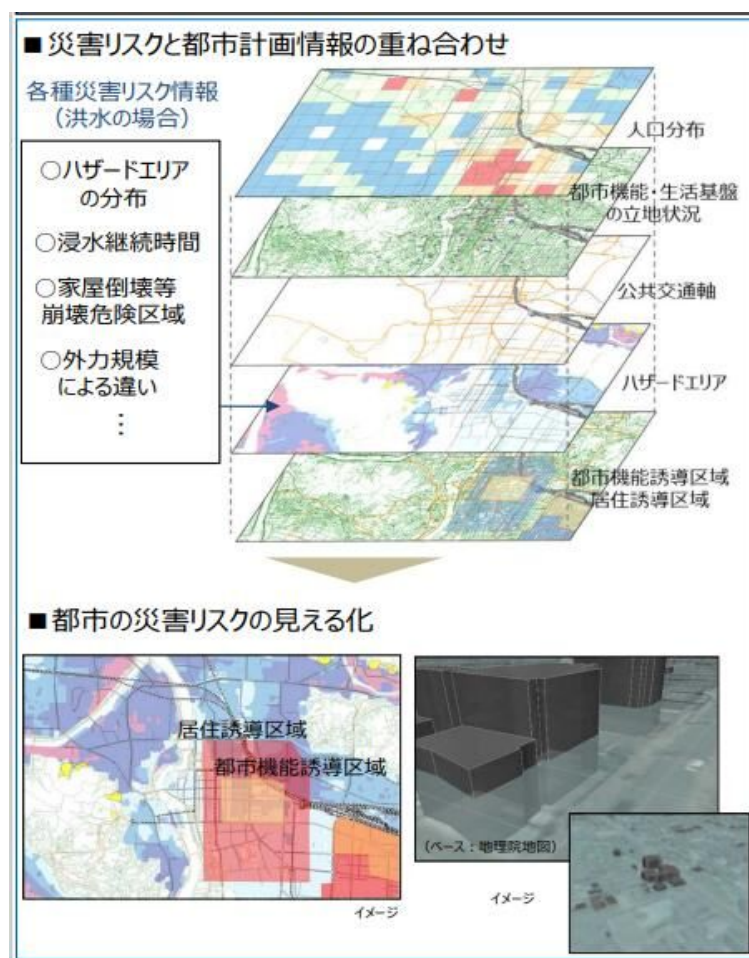 ■災害リスクと都市計画情報の重ね合わせ
各種災害リスク情報
（洪水の場合）
○ハザードエリア
の分布
○浸水継続時間
○家屋倒壊等
崩壊危険区域
○外力規模
による違い
⋮
人口分布
都市機能・生活基盤
の立地状況
公共交通軸
ハザードエリア
都市機能誘導区域
居住誘導区域
■都市の災害リスクの見える化
居住誘導区域
都市機能誘導区域
イメージ
（ベース：地理院地図）
イメージ